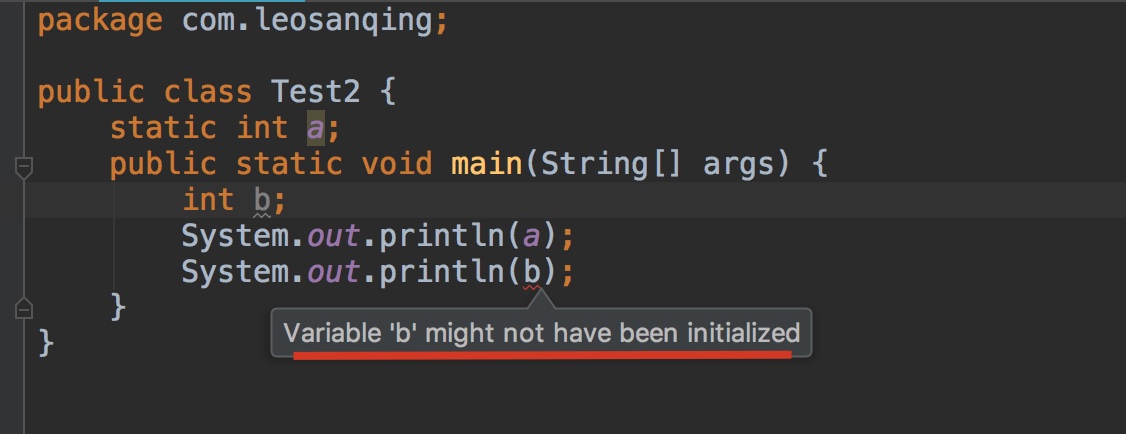 package com.leosanqing;
public class Test2 {
    static int a;
    public static void main(String[] args) {
        int b;
        System.out.println(a);
        System.out.println(b);
    }
Variable 'b' might not have been initialized
}